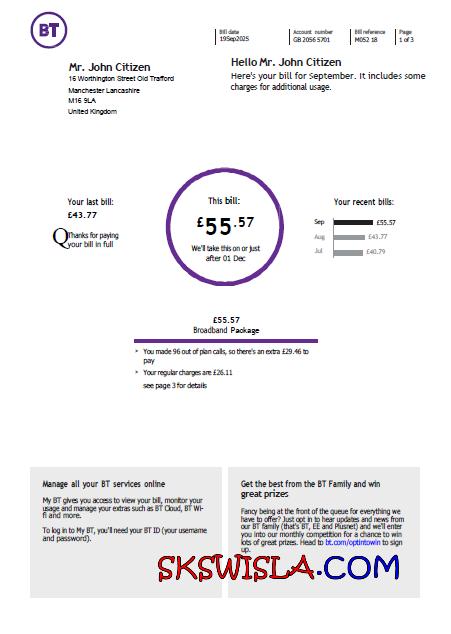 BT
Bill date
19Sep2025
Account number
GB 2056 5701
Bill reference
M052 18
Page
1 of 3
Mr. John Citizen
16 Worthington Street Old Trafford
Manchester Lancashire
M16 9LA
United Kingdom
Hello Mr. John Citizen
Here's your bill for September. It includes some
charges for additional usage.
Your last bill:
£43.77
Thanks for paying
your bill in full
This bill:
£55.57
We'll take this on or just
after 01 Dec
Your recent bills:
Sep £55.57
Aug £43.77
Jul £40.79
£55.57
Broadband Package
You made 96 out of plan calls, so there's an extra £29.46 to
pay
Your regular charges are £26.11
see page 3 for details
Manage all your BT services online
My BT gives you access to view your bill, monitor your
usage and manage your extras such as BT Cloud, BT Wi-
fi and more.
To log in to My BT, you'll need your BT ID (your username
and password).
Get the best from the BT Family and win
great prizes
Fancy being at the front of the queue for everything we
have to offer? Just opt in to hear updates and news from
our BT family (that's BT, EE and Plusnet) and we'll enter
you into our monthly competition for a chance to win
lots of great prizes. Head to bt.com/optintowin to sign
up.
SKSWISLA.COM